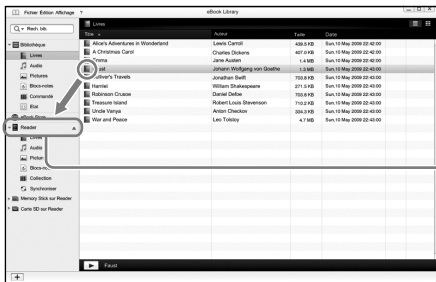 Fichier Edition Affichage ?
eBook Library
Rech. bib.
Livres
Titre Auteur Taille Date
Alice's Adventures in Wonderland Lewis Carroll 439.5 KB Sun,10 May 2009 22:42:00
A Christmas Carol Charles Dickens 407.0 KB Sun,10 May 2009 22:42:00
Emma Jane Austen 1.4 MB Sun,10 May 2009 22:42:00
Faust Johann Wolfgang von Goethe 1.3 MB Sun,10 May 2009 22:43:00
Gulliver's Travels Jonathan Swift 703.8 KB Sun,10 May 2009 22:43:00
Hamlet William Shakespeare 271.5 KB Sun,10 May 2009 22:43:00
Robinson Crusoe Daniel Defoe 703.6 KB Sun,10 May 2009 22:43:00
Treasure Island Robert Louis Stevenson 710.2 KB Sun,10 May 2009 22:43:00
Uncle Vanya Anton Checkov 334.3 KB Sun,10 May 2009 22:43:00
War and Peace Leo Tolstoy 4.7 MB Sun,10 May 2009 22:43:00
Bibliothèque
Livres
Audio
Pictures
Blocs-notes
Commandé
Etat
eBook Store
Reader
Livres
Audio
Pictur
Blocs-not
Collection
Synchroniser
Memory Stick sur Reader
Carte SD sur Reader
Faust